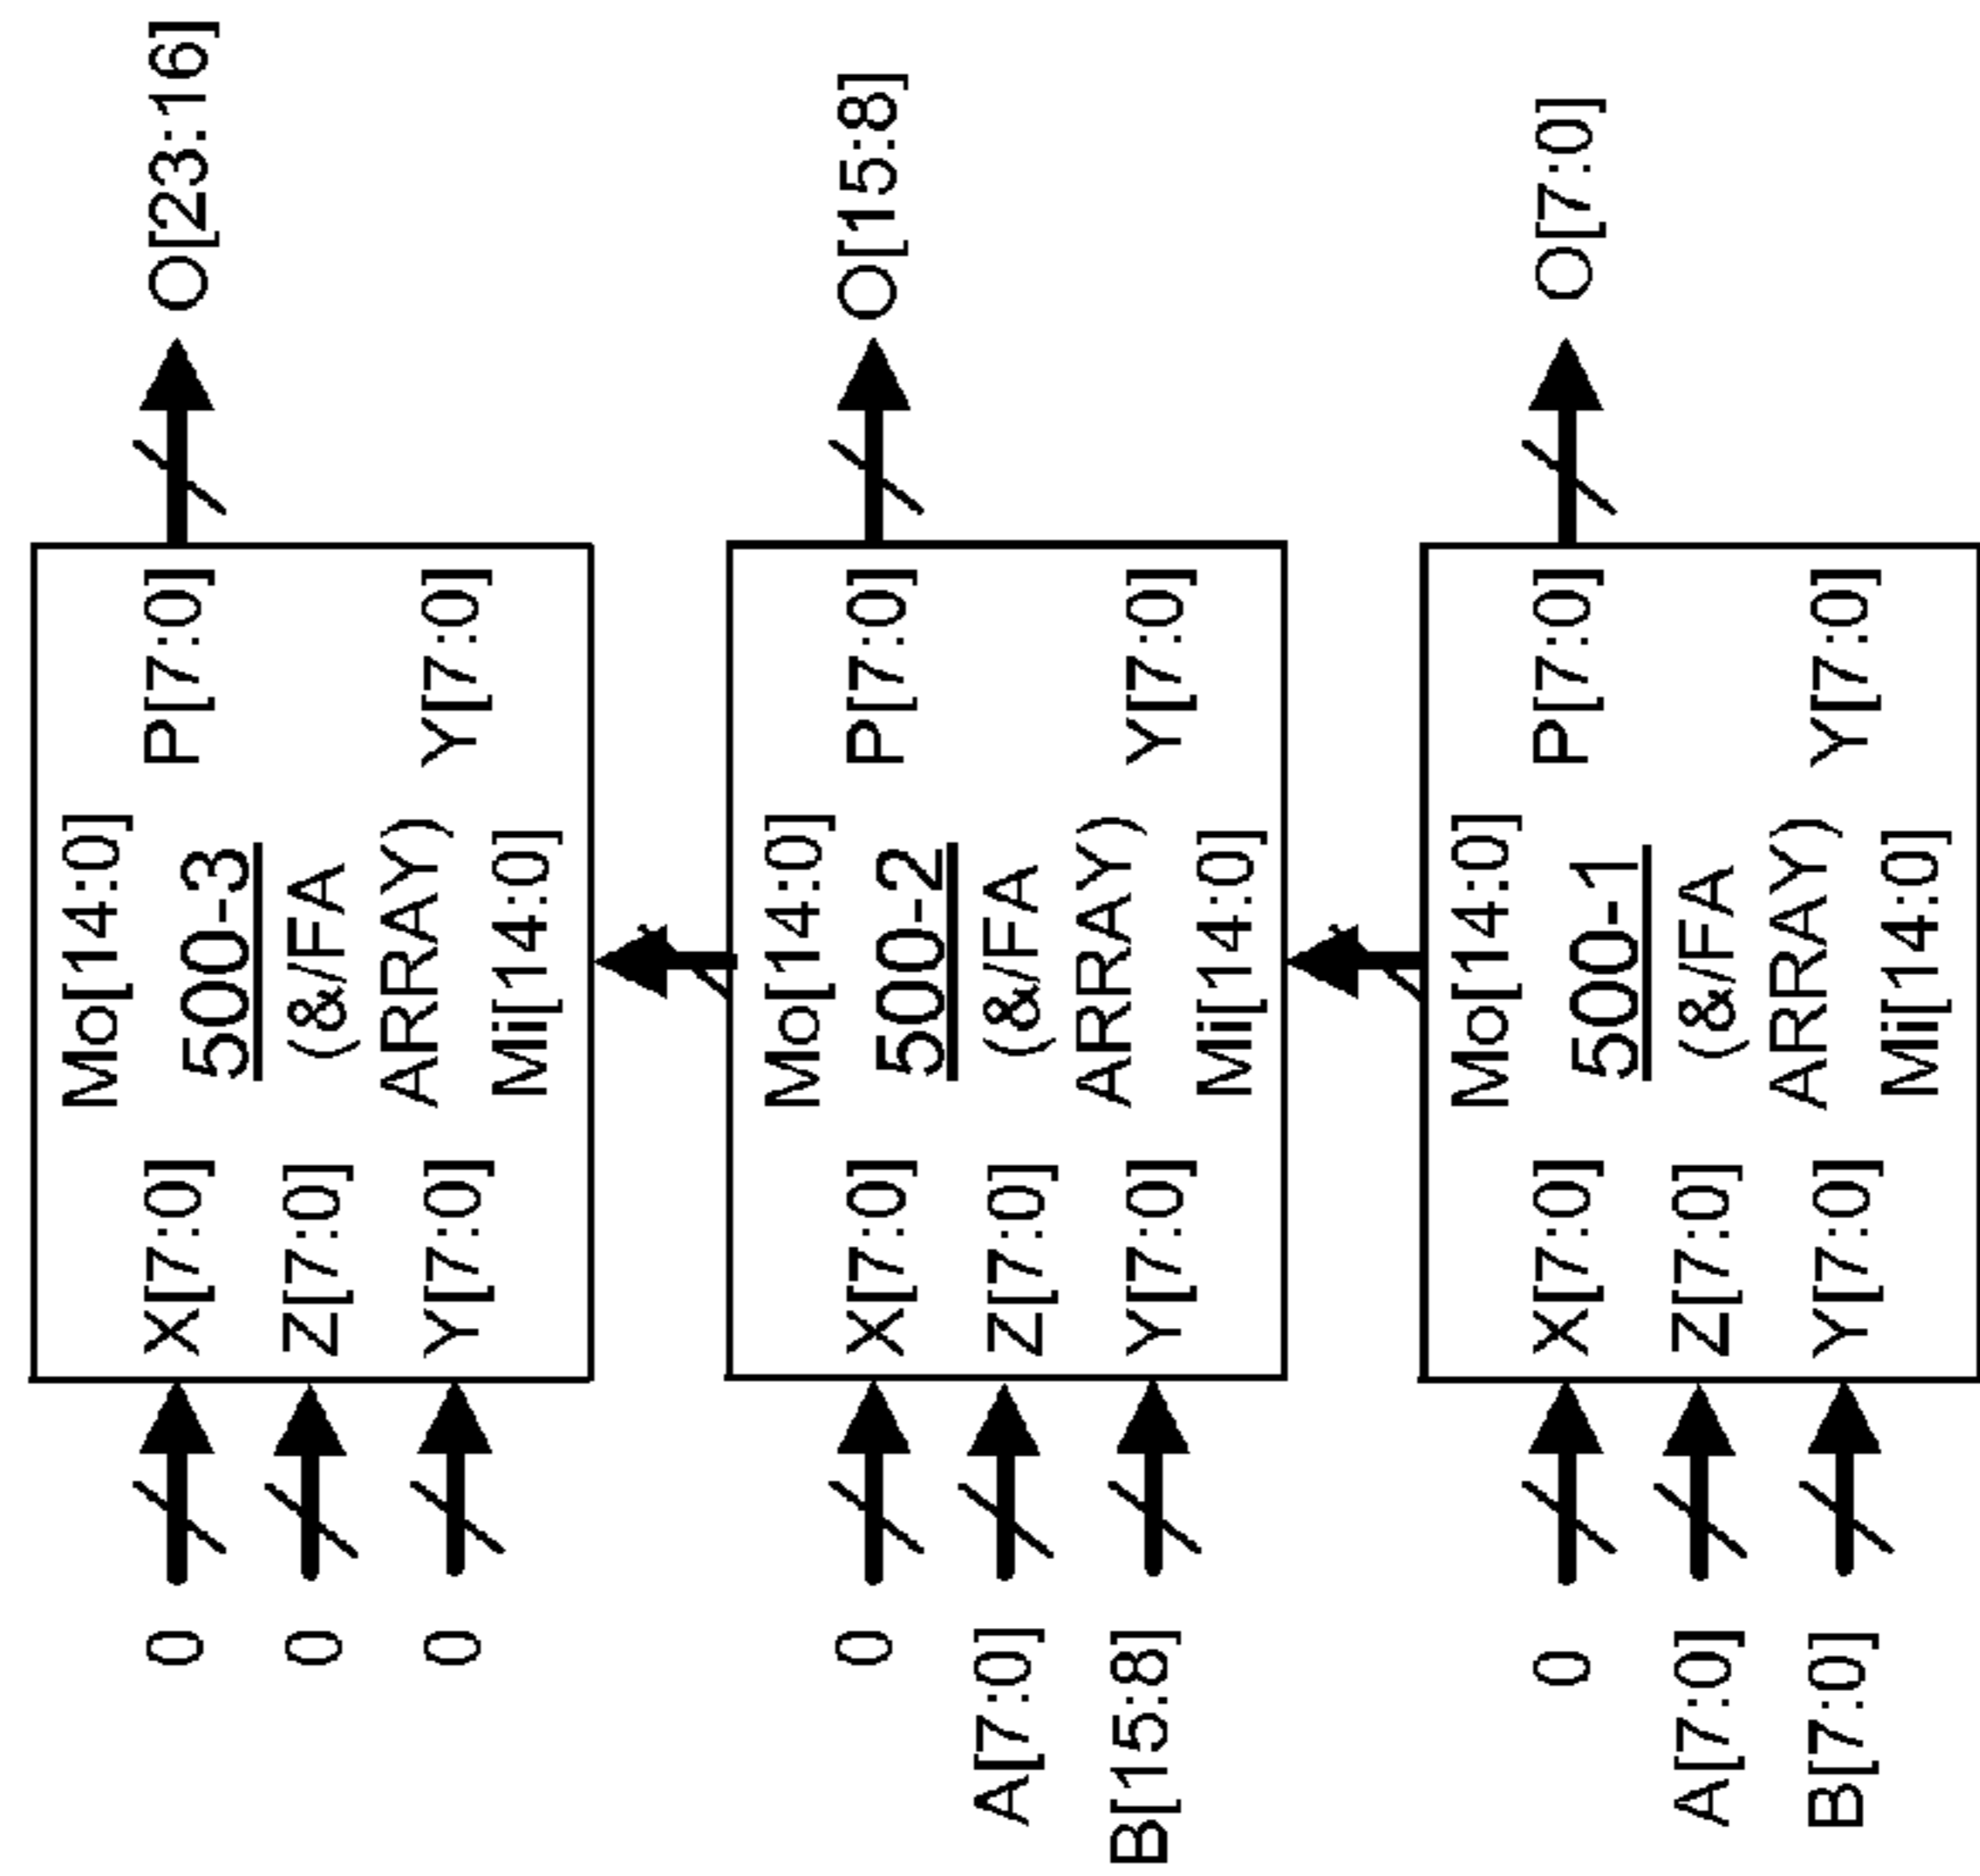 Mo[14:0]
0 X[7:0] P[7:0] O[23:16]
500-3
0 Z[7:0] (&/FA
ARRAY)
0 Y[7:0] Y[7:0]
Mi[14:0]
Mo[14:0]
0 X[7:0] P[7:0] O[15:8]
500-2
A[7:0] Z[7:0] (&/FA
ARRAY)
B[15:8] Y[7:0] Y[7:0]
Mi[14:0]
Mo[14:0]
0 X[7:0] P[7:0] O[7:0]
500-1
A[7:0] Z[7:0] (&/FA
ARRAY)
B[7:0] Y[7:0] Y[7:0]
Mi[14:0]